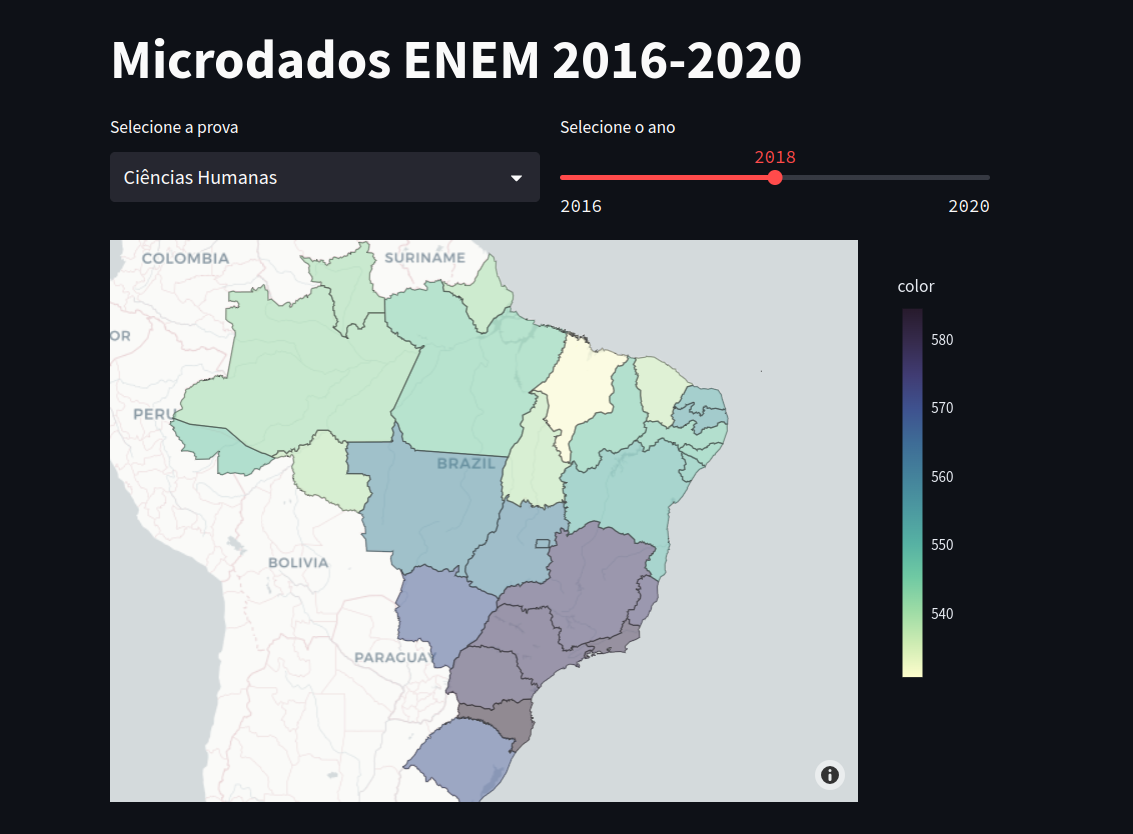 Microdados ENEM 2016-2020
Selecione a prova
Selecione o ano
Ciências Humanas
2018
2016
2020
COLOMBIA
SURINAME
OR
PERU
BRAZIL
BOLIVIA
PARAGUAY
color
580
570
560
550
540